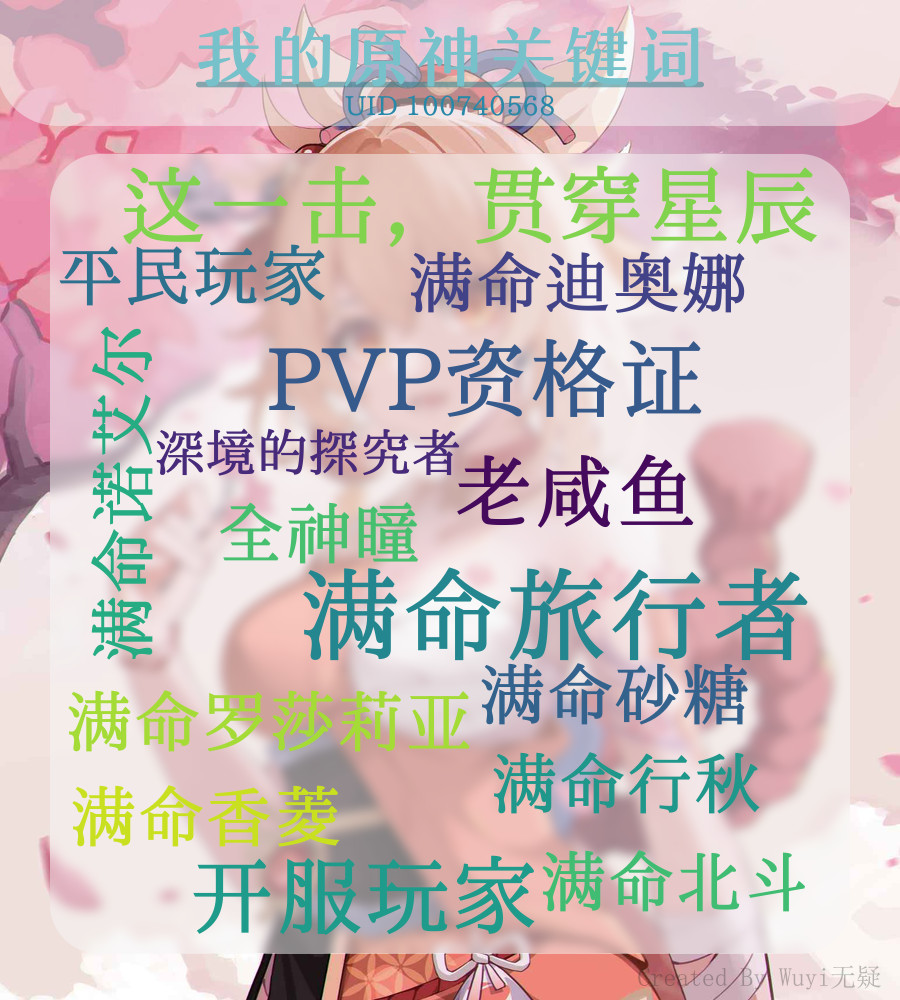 我的原神关键词
UID 100740568
这一击，贯穿星辰
平民玩家
满命迪奥娜
满命诺艾尔
PVP资格证
深境的探究者
老咸鱼
全神瞳
满命旅行者
满命砂糖
满命罗莎莉亚
满命行秋
满命香菱
满命北斗
开服玩家
Created By Wuyi无疑